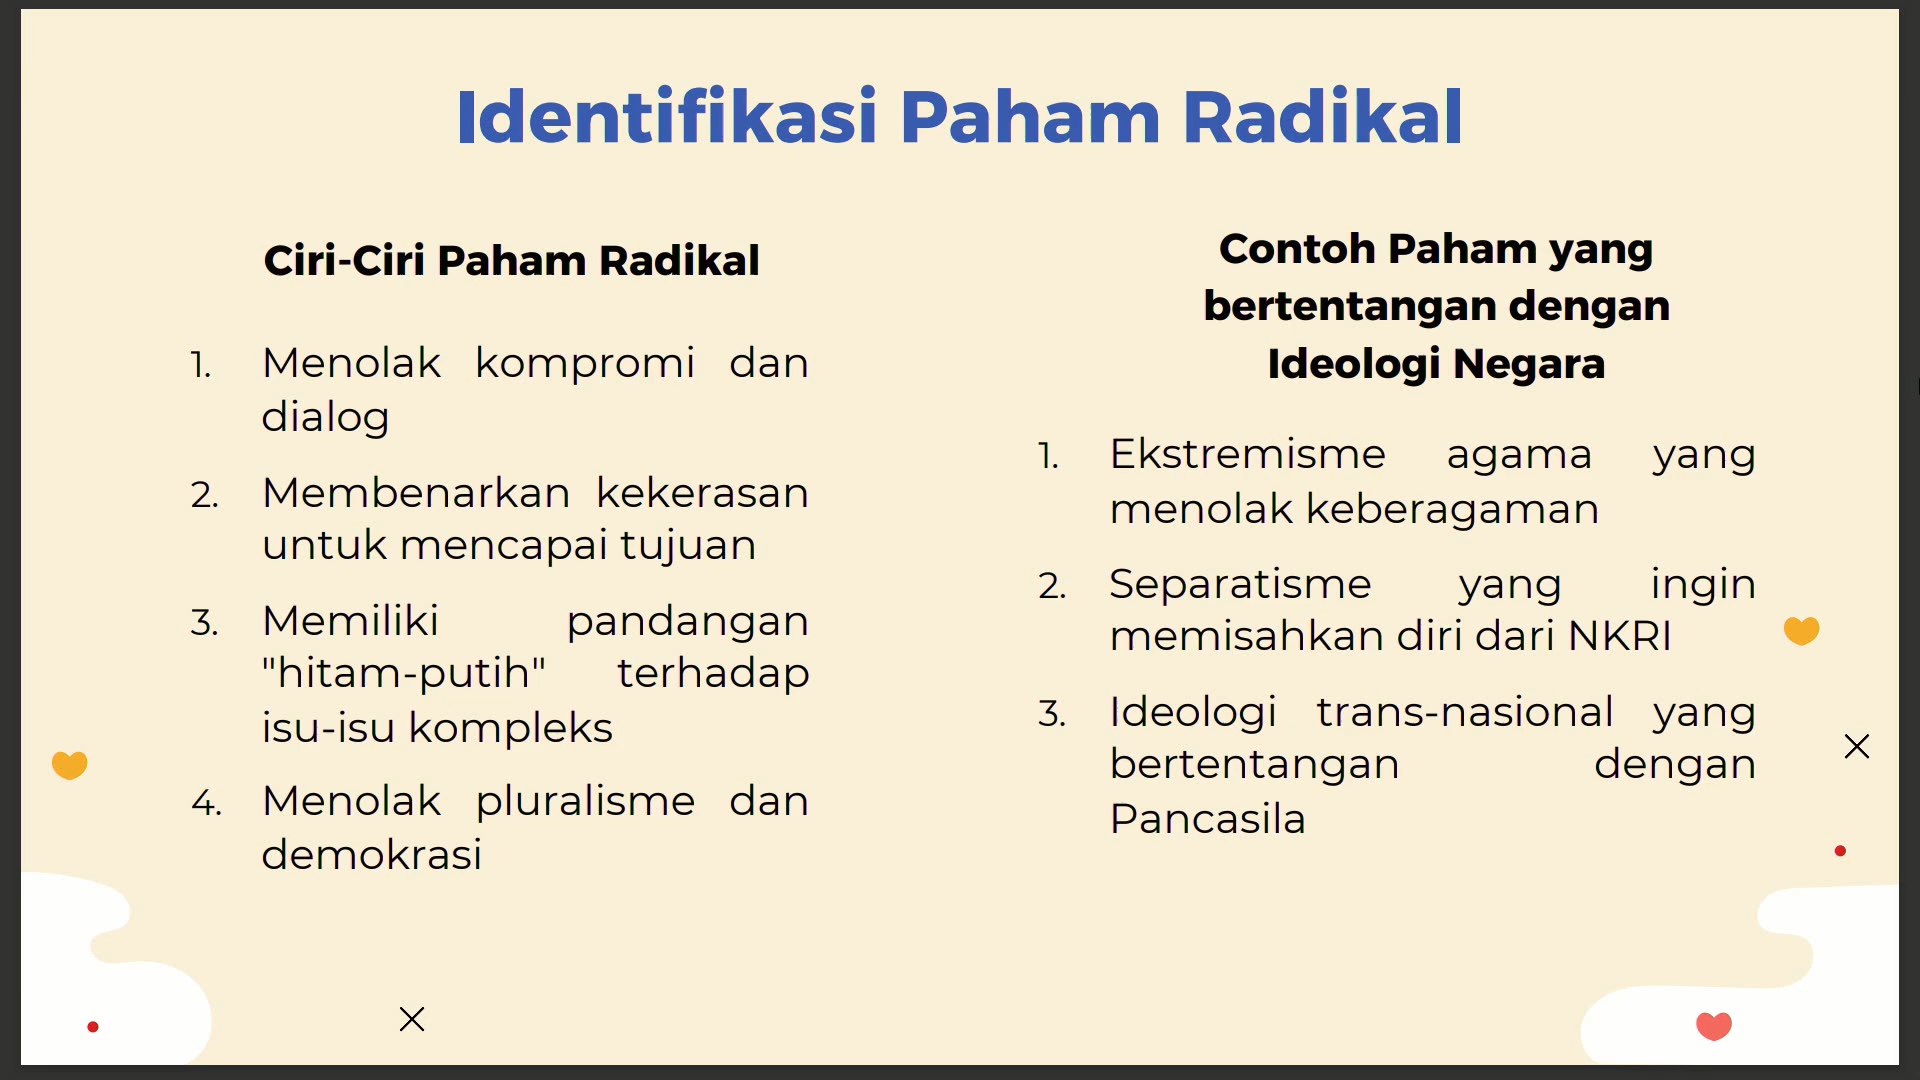 Identifikasi Paham Radikal
Ciri-Ciri Paham Radikal
1. Menolak kompromi dan
dialog
2. Membenarkan kekerasan
untuk mencapai tujuan
3. Memiliki pandangan
"hitam-putih" terhadap
isu-isu kompleks
4. Menolak pluralisme dan
demokrasi
Contoh Paham yang
bertentangan dengan
Ideologi Negara
1. Ekstremisme agama yang
menolak keberagaman
2. Separatisme yang ingin
memisahkan diri dari NKRI
3. Ideologi trans-nasional yang
bertentangan dengan
Pancasila